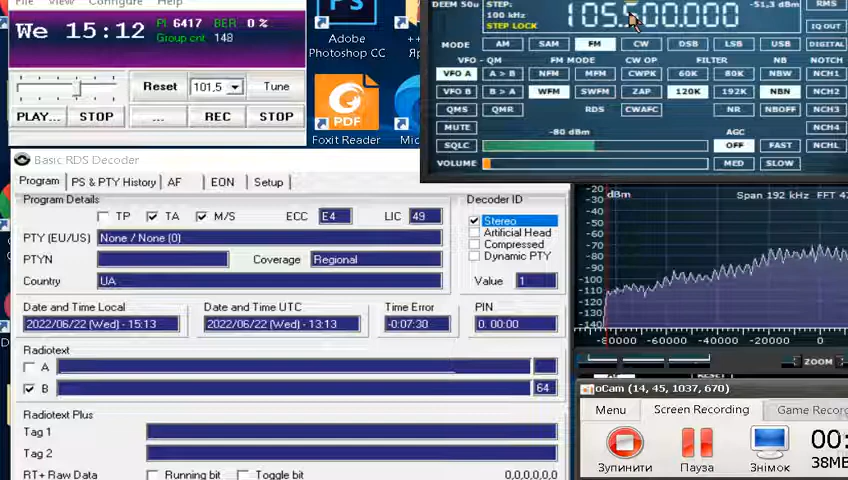 File View Configure Help
We 15:12 PI 6417 BER 0 %
Group cnt 148
Reset 101,5 Tune
PLAY... STOP ... REC STOP
Adobe
Photoshop CC
Foxit Reader
DEEM 50u
STEP:
100 kHz
STEP LOCK
-51,3 dBm
RMS
IQ OUT
MODE AM SAM FM CW DSB LSB USB DIGITAL
VFO - QM FM MODE CW OP FILTER NB NOTCH
VFO A A > B NFM MFM CWPK 60K 80K NBW NCH1
VFO B B > A WFM SWFM ZAP 120K 192K NBN NCH2
QMS QMR RDS CWAFC NR NBOFF NCH3
MUTE -80 dBm AGC NCH4
SQLC OFF FAST NCHL
VOLUME MED SLOW
Basic RDS Decoder
Program PS & PTY History AF EON Setup
Program Details
TP TA M/S ECC E4 LIC 49
PTY (EU/US) None / None (0)
PTYN Coverage Regional
Country UA
Decoder ID
Stereo
Artificial Head
Compressed
Dynamic PTY
Value 1
Date and Time Local Date and Time UTC Time Error PIN
2022/06/22 (Wed) - 15:13 2022/06/22 (Wed) - 13:13 -0:07:30 0. 00:00
Radiotext
A
B 64
Radiotext Plus
Tag 1
Tag 2
RT+ Raw Data Running bit Toggle bit 0,0,0,0,0,0
-20 dBm Span 192 kHz FFT
-30
-40
-50
-60
-70
-80
-90
-100
-110
-120
-130
-140
-80000 -60000 -40000 -20000 0
ZOOM
oCam (14, 45, 1037, 670)
Menu Screen Recording Game Recor
Зупинити Пауза Знімок
00:
38MB